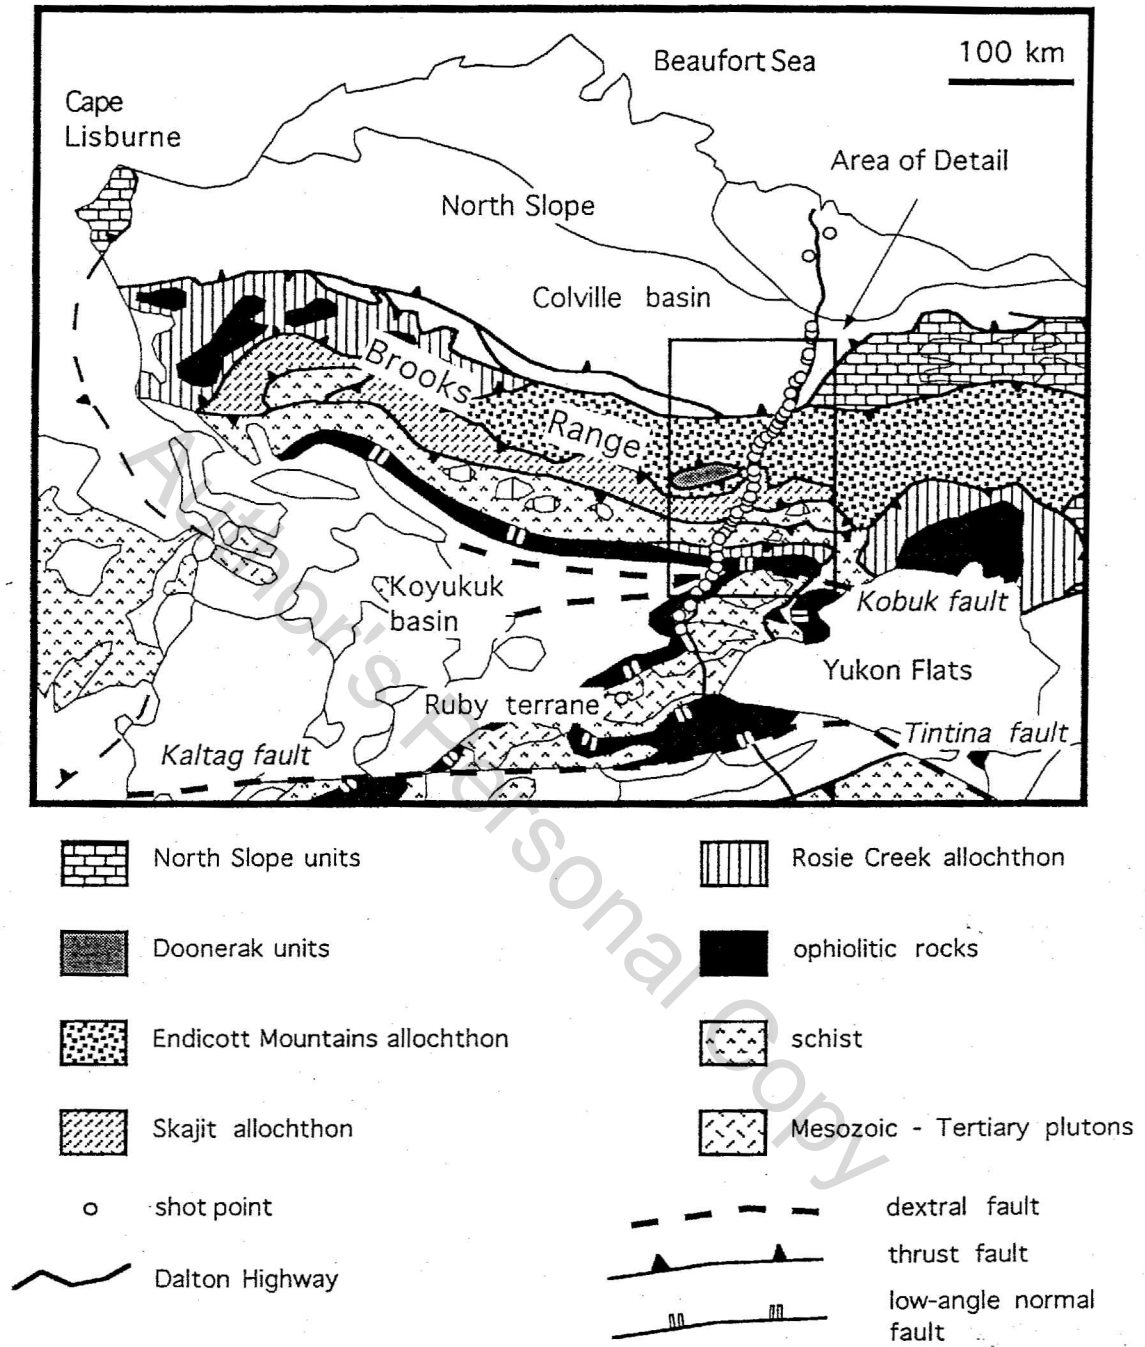 Beaufort Sea
100 km
Cape
Lisburne
Area of Detail
North Slope
Colville basin
Brooks
Range
Koyukuk
basin
Kobuk fault
Yukon Flats
Ruby terrane
Tintina fault
Kaltag fault
North Slope units
Rosie Creek allochthon
Doonerak units
ophiolitic rocks
Endicott Mountains allochthon
schist
Skajit allochthon
Mesozoic - Tertiary plutons
shot point
dextral fault
thrust fault
Dalton Highway
low-angle normal
fault
Author's Personal Copy